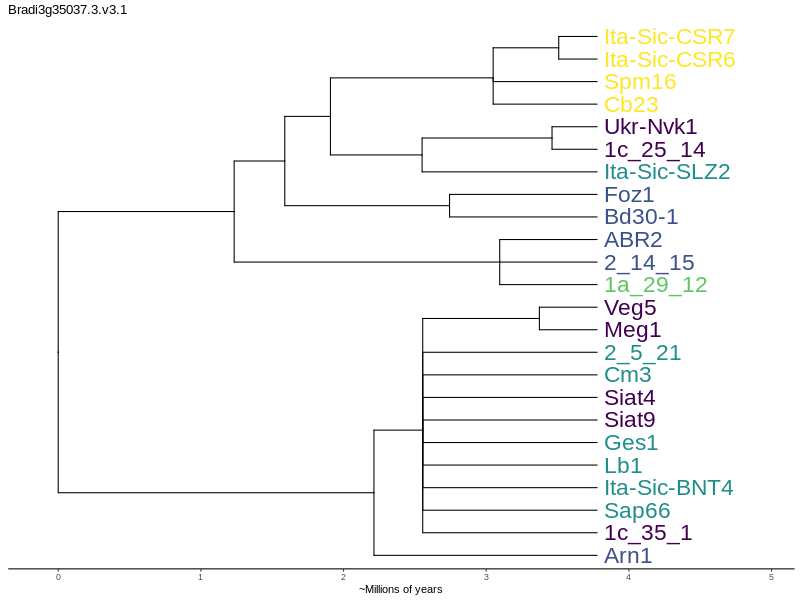 Bradi3g35037.3.v3.1
Ita-Sic-CSR7
Ita-Sic-CSR6
Spm16
Cb23
Ukr-Nvk1
1c_25_14
Ita-Sic-SLZ2
Foz1
Bd30-1
ABR2
2_14_15
1a_29_12
Veg5
Meg1
2_5_21
Cm3
Siat4
Siat9
Ges1
Lb1
Ita-Sic-BNT4
Sap66
1c_35_1
Arn1
0 1 2 3 4 5
~Millions of years